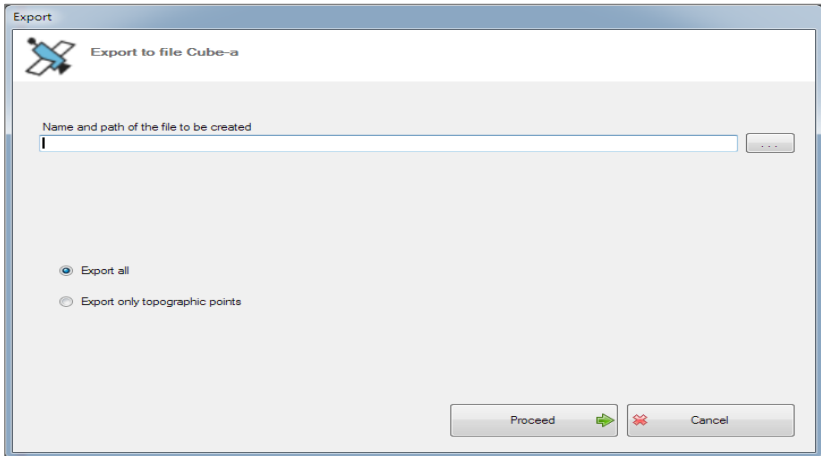 Export
Export to file Cube-a
Name and path of the file to be created
...
Export all
Export only topographic points
Proceed
Cancel